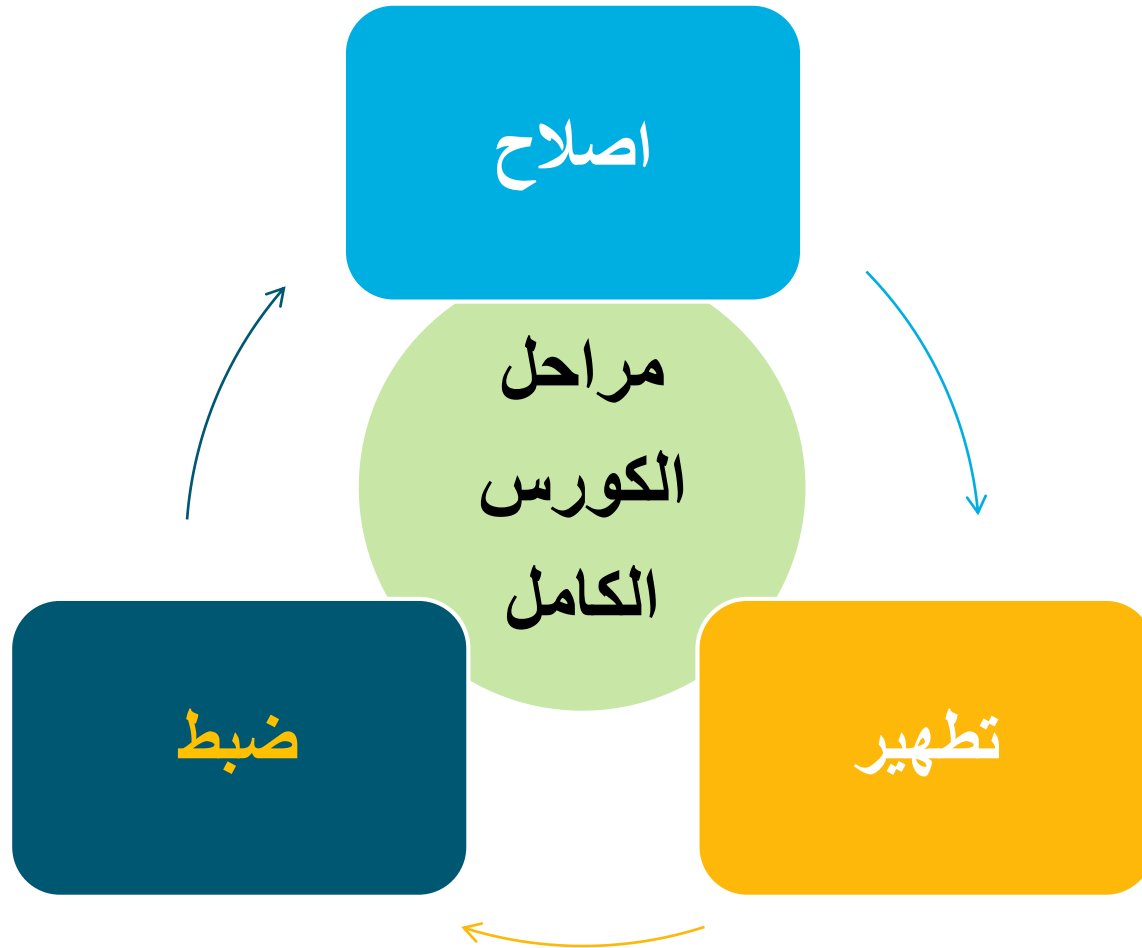 اصلاح
مراحل
الكورس
الكامل
تطهير
ضبط